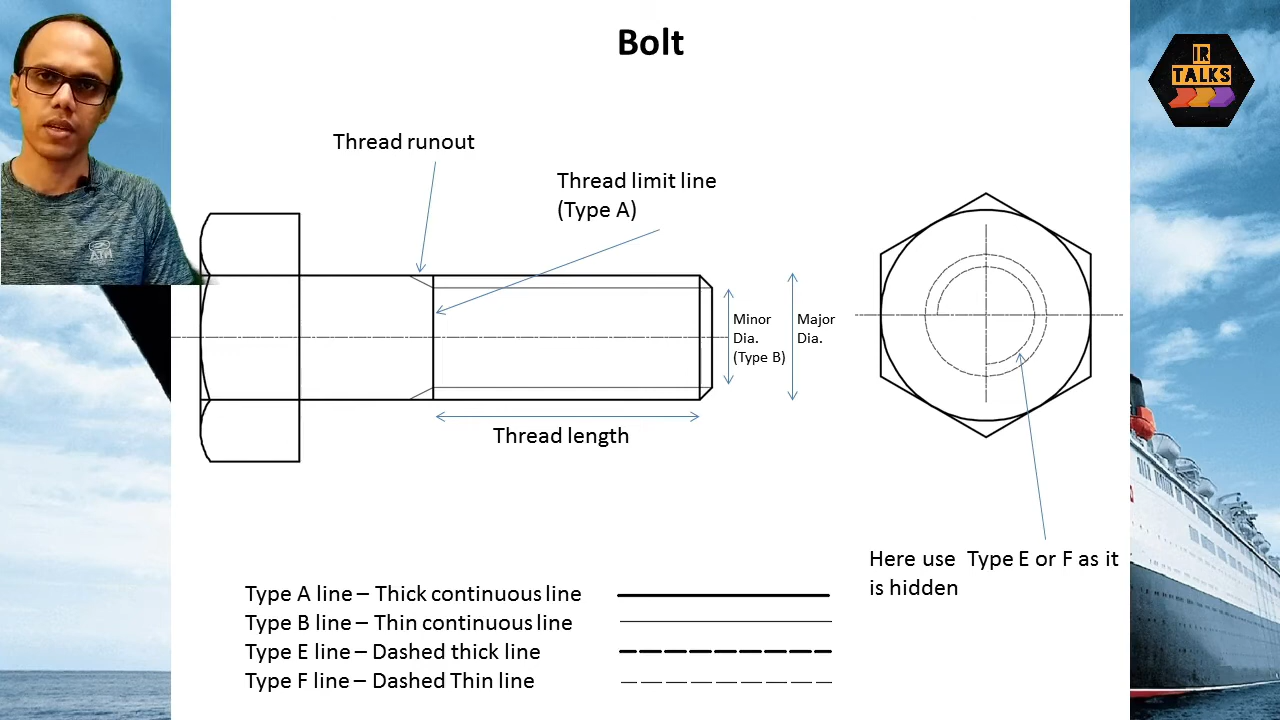 Bolt
IR
TALKS
Thread runout
Thread limit line
(Type A)
Minor
Dia.
(Type B)
Major
Dia.
Thread length
Here use Type E or F as it
is hidden
Type A line – Thick continuous line
Type B line – Thin continuous line
Type E line – Dashed thick line
Type F line – Dashed Thin line